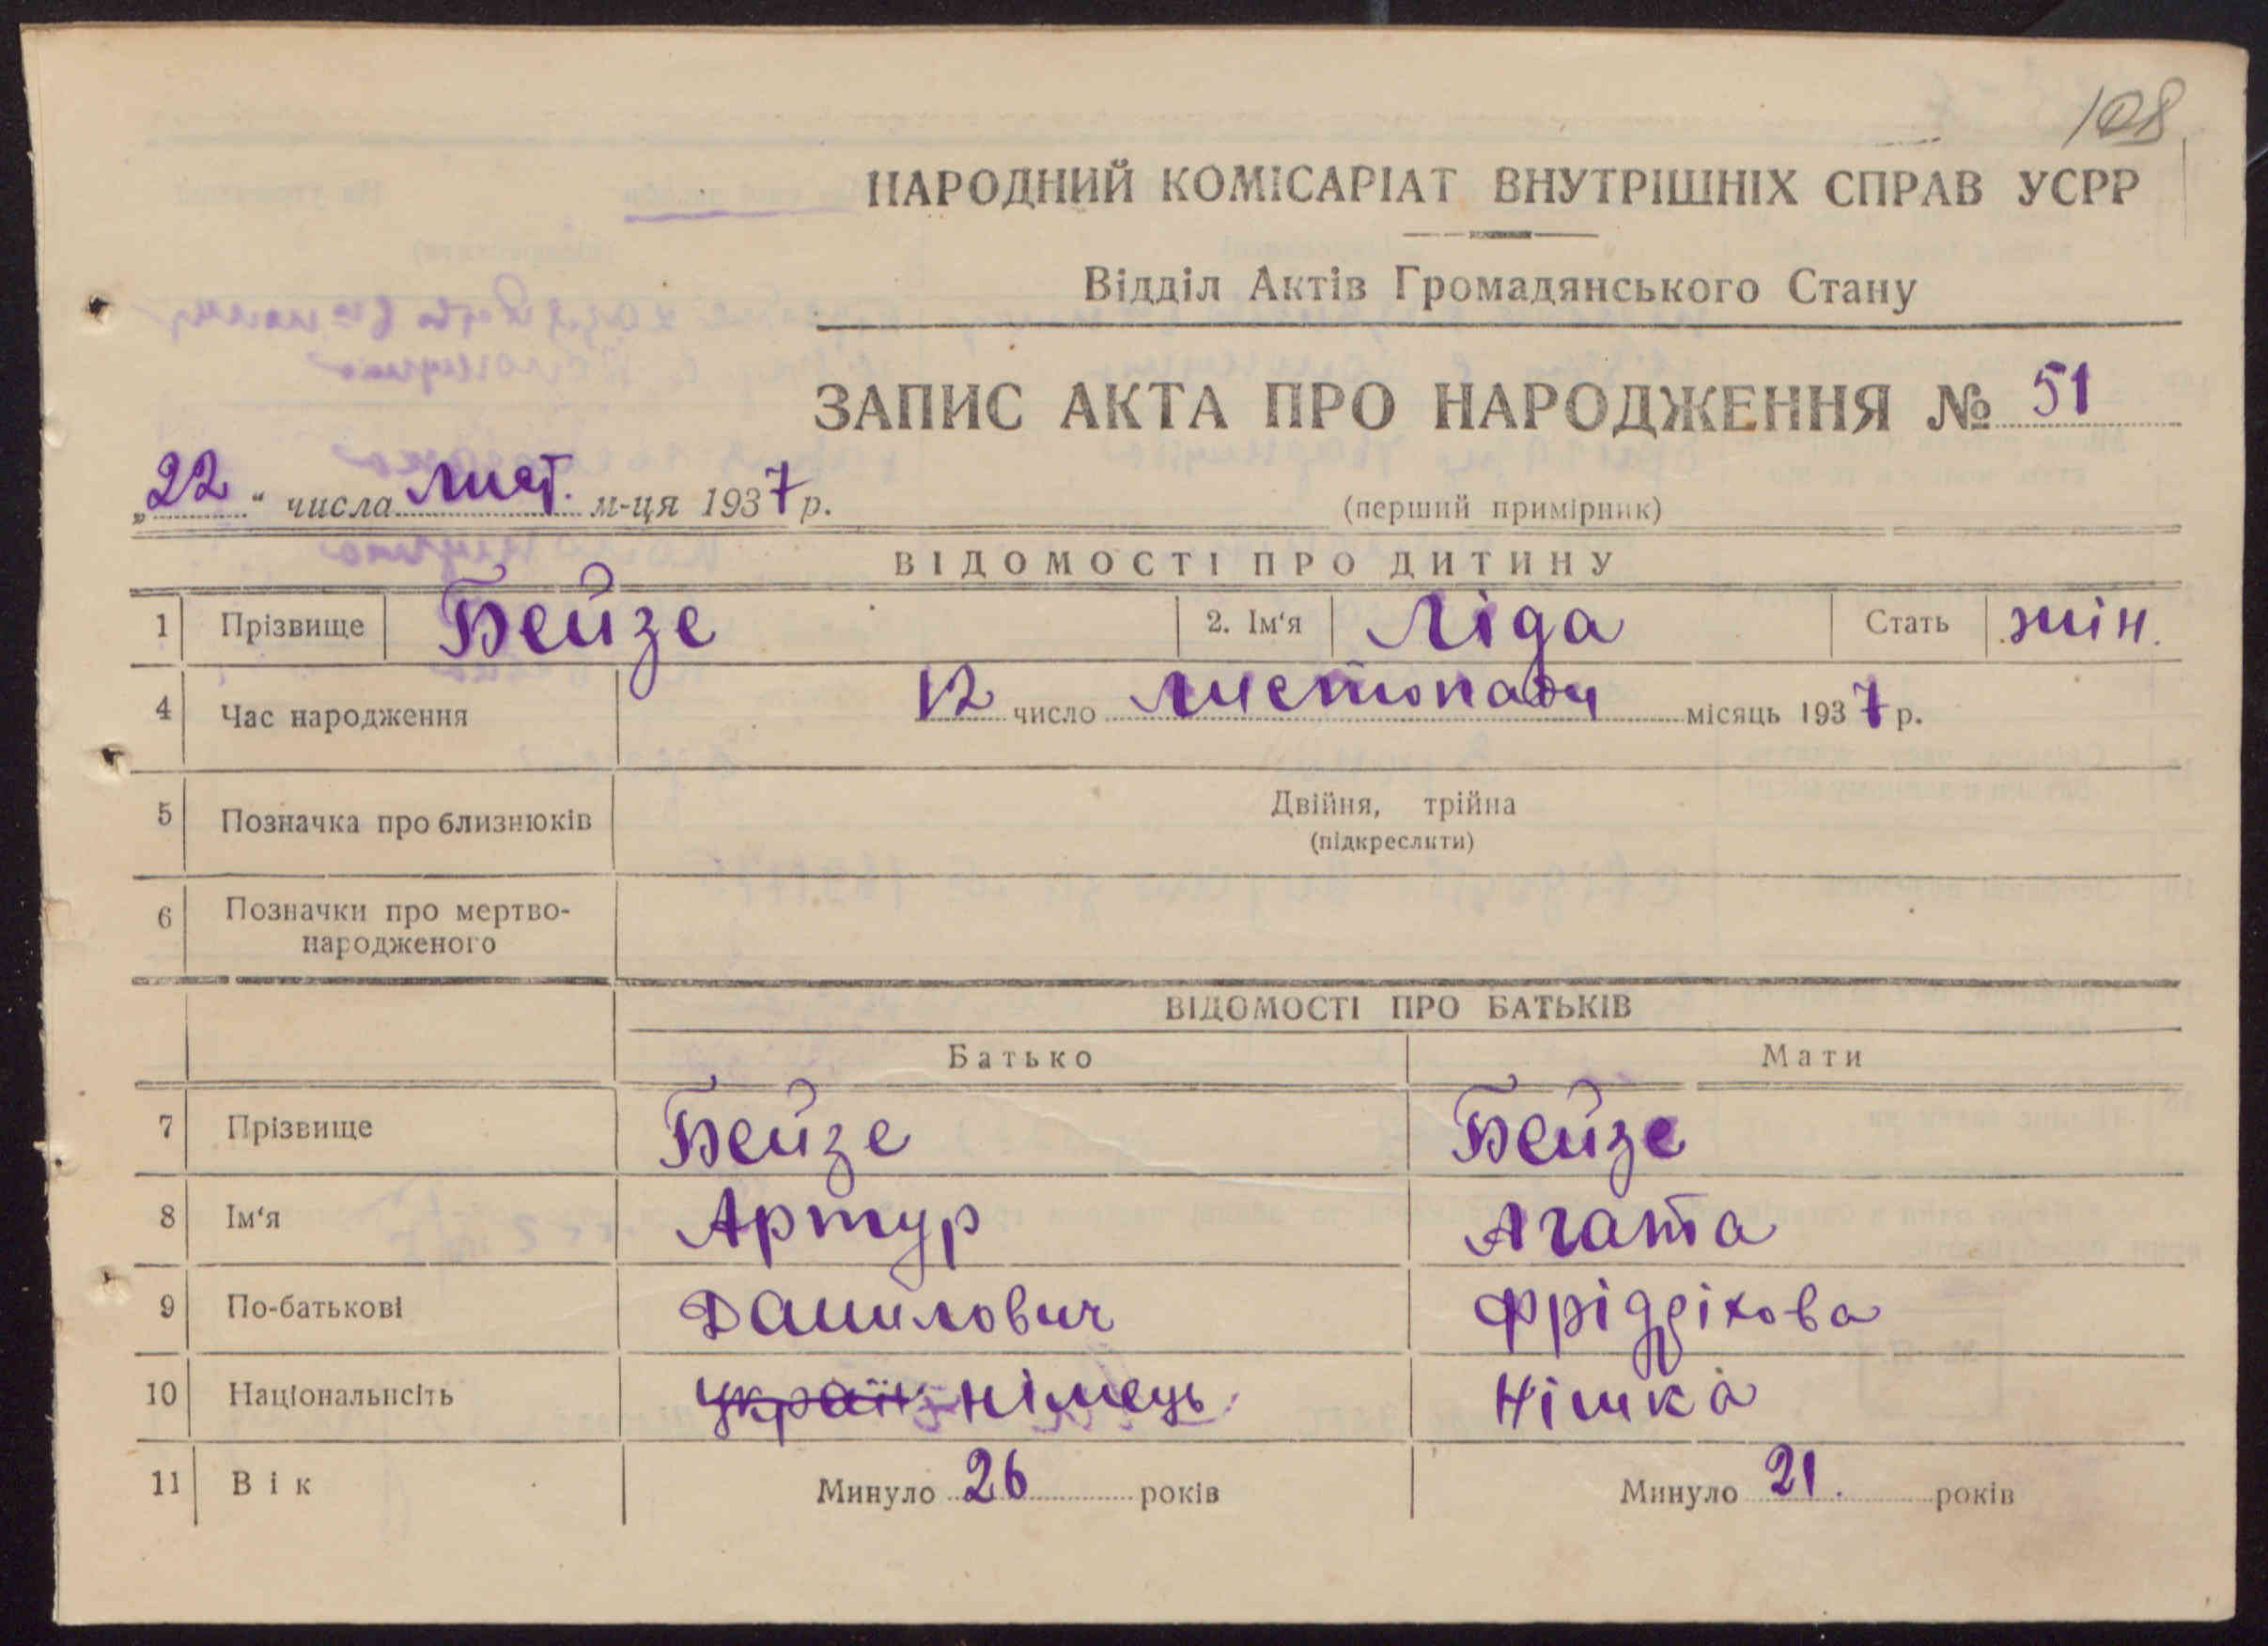 108
НАРОДНИЙ КОМІСАРІАТ ВНУТРІШНІХ СПРАВ УСРР
Відділ Актів Громадянського Стану
ЗАПИС АКТА ПРО НАРОДЖЕННЯ № 51
„22“ числа лист. м-ця 1937 р.
(перший примірник)
ВІДОМОСТІ ПРО ДИТИНУ
1 Прізвище Бейзе 2. Ім‘я Ліда Стать жін.
4 Час народження 12 число листопаду місяць 1937 р.
5 Позначка про близнюків Двійня, трійна
(підкреслити)
6 Позначки про мертво-
народженого
ВІДОМОСТІ ПРО БАТЬКІВ
Батько Мати
7 Прізвище Бейзе Бейзе
8 Ім‘я Артур Агата
9 По-батькові Данилович Фріддіхова
10 Національність украін німець Німка
11 Вік Минуло 26 років Минуло 21. років